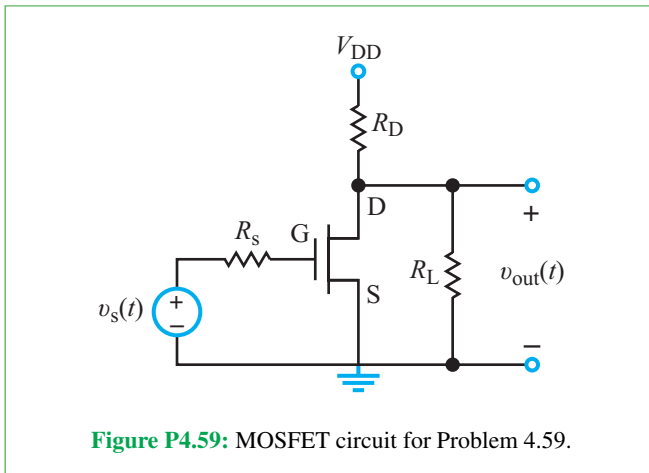 V_DD
R_D
D
G
R_s
R_L
v_out(t)
+
S
v_s(t)
+
−
−
Figure P4.59: MOSFET circuit for Problem 4.59.